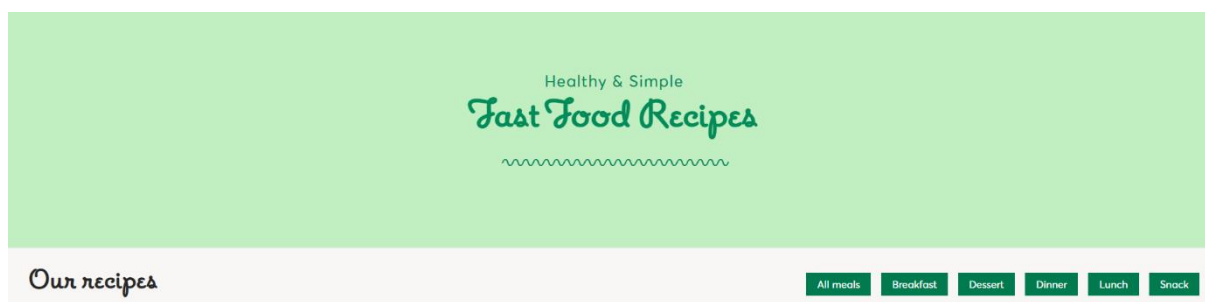 Healthy & Simple
Fast Food Recipes
Our recipes
All meals Breakfast Dessert Dinner Lunch Snack